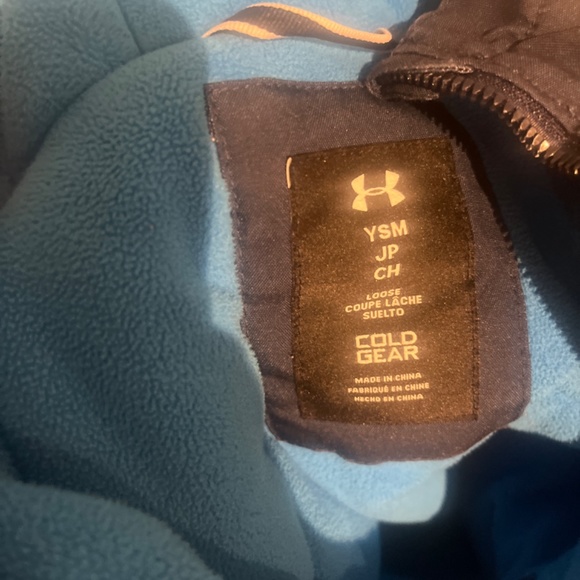 YSM
JP
CH
LOOSE
COUPE LÂCHE
SUELTO
COLD
GEAR
MADE IN CHINA
FABRIQUÉ EN CHINE
HECHO EN CHINA